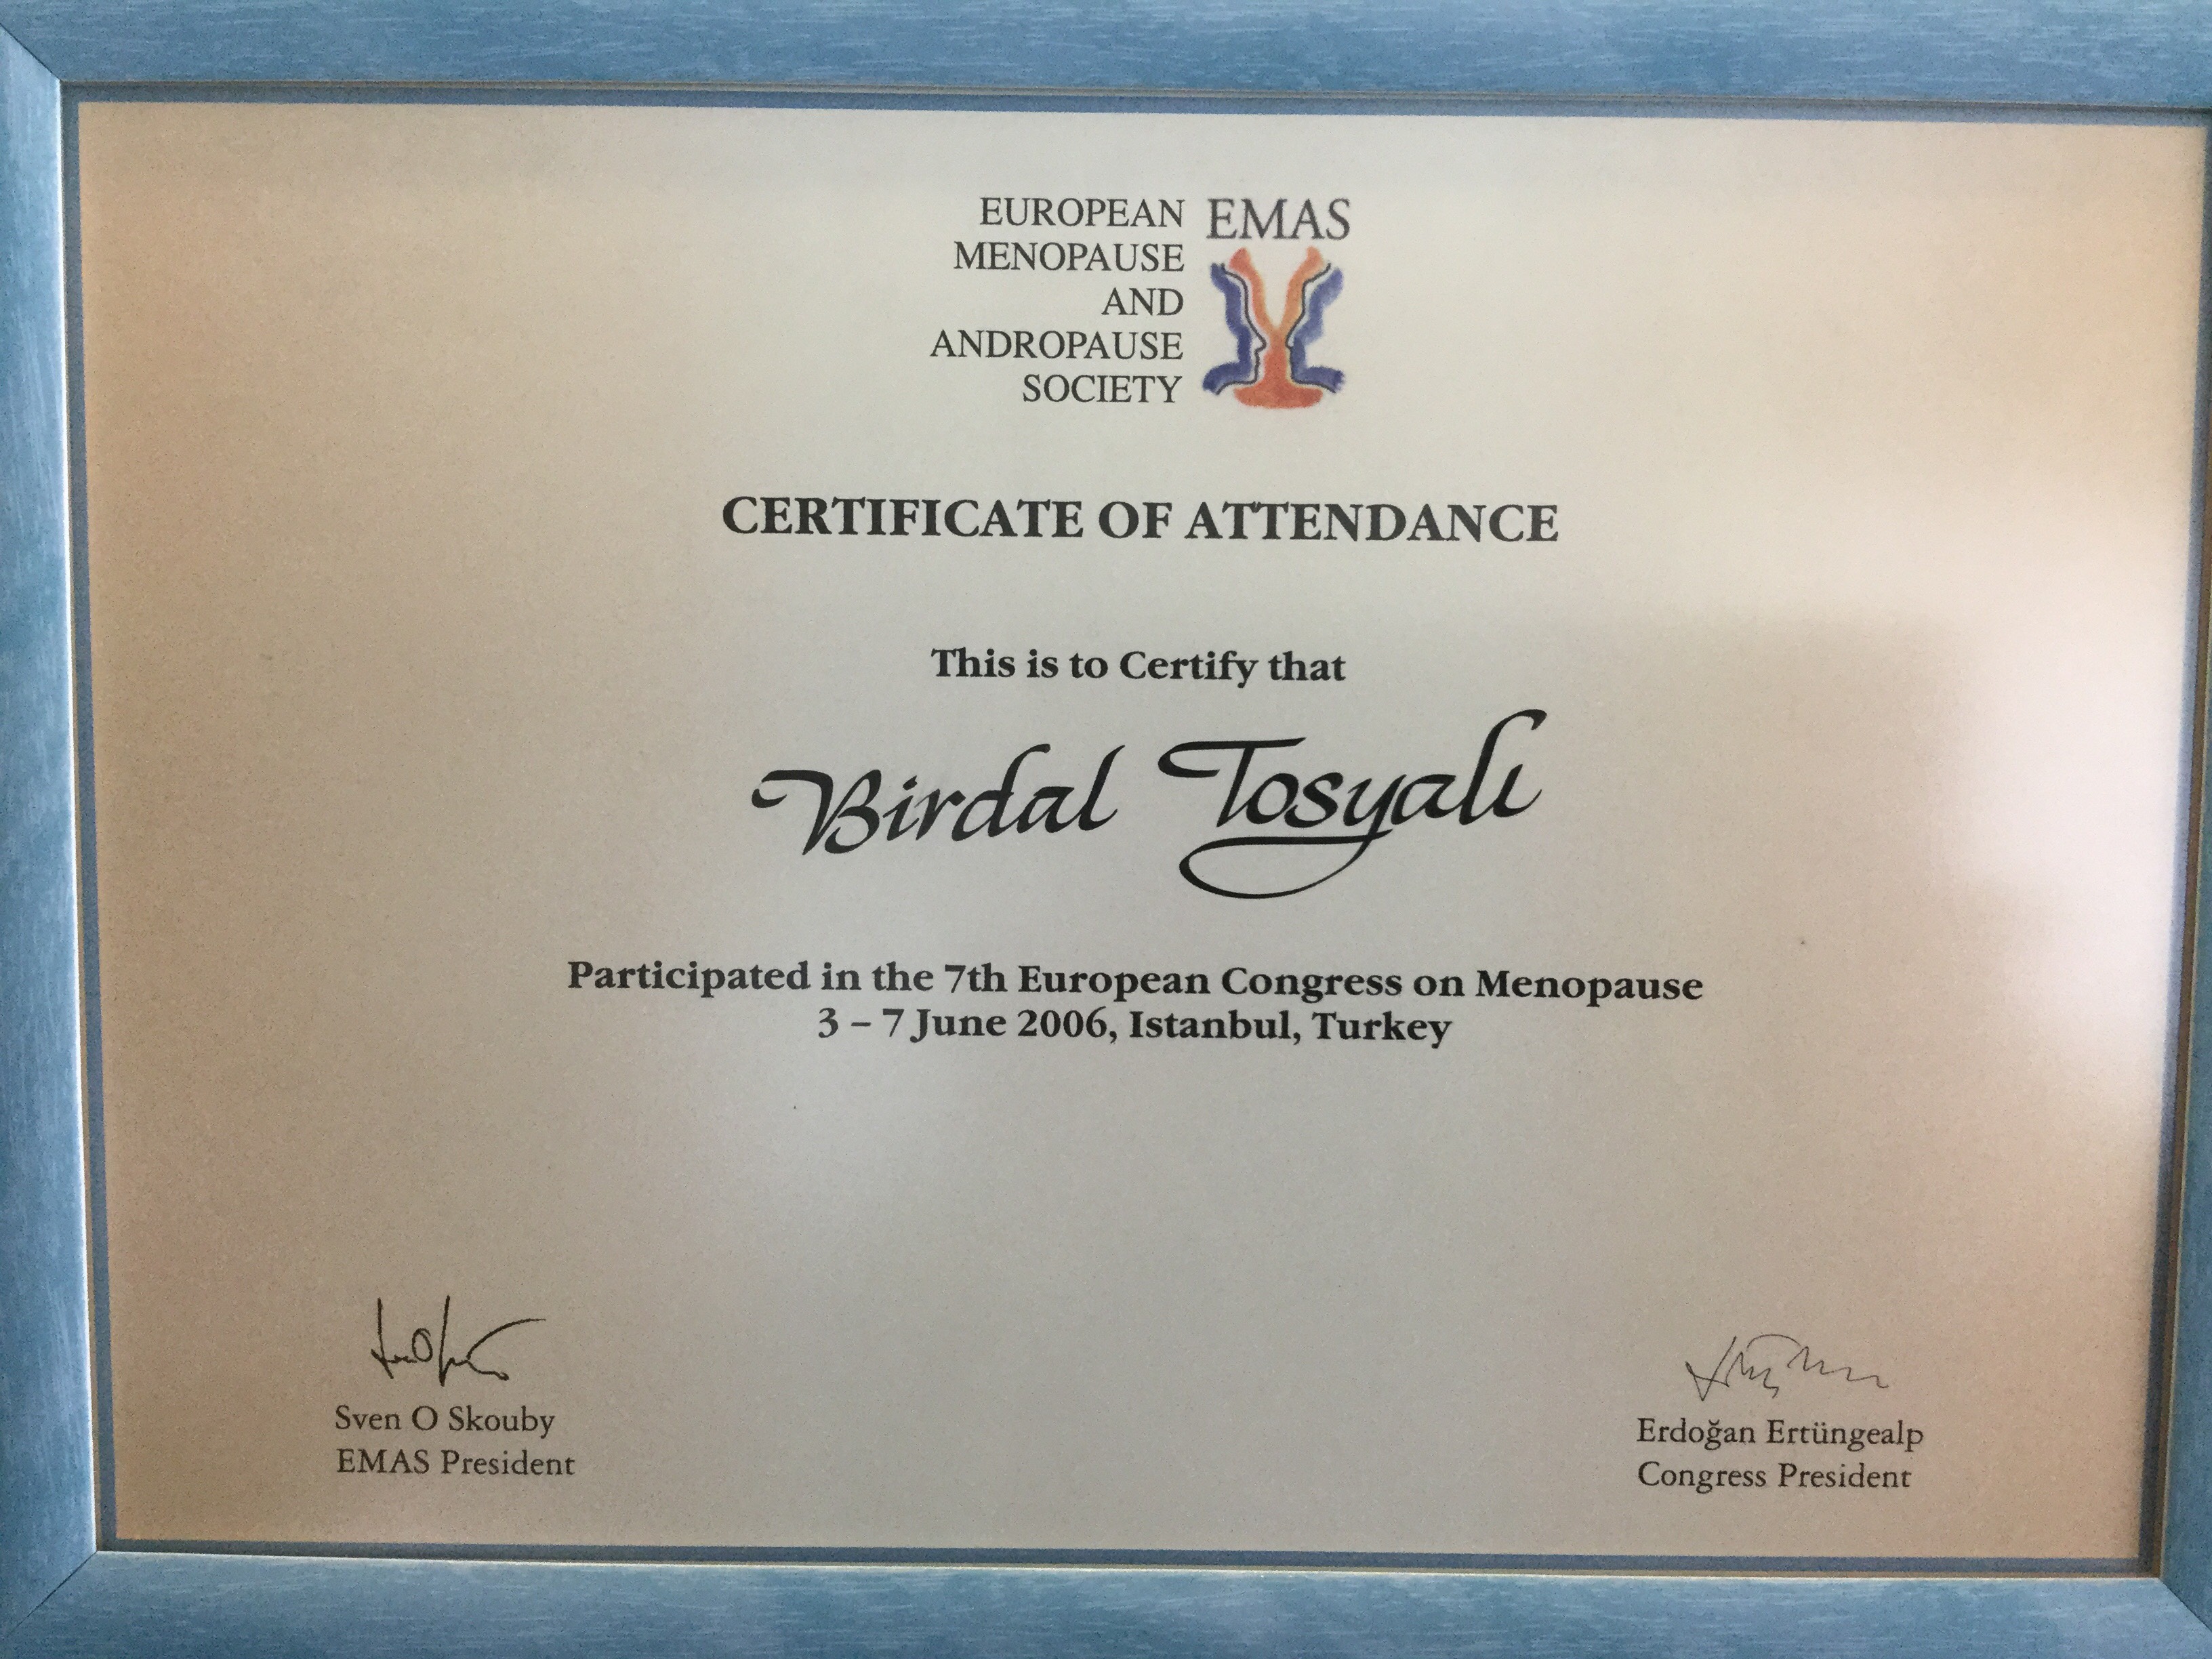 EUROPEAN
MENOPAUSE
AND
ANDROPAUSE
SOCIETY
EMAS
CERTIFICATE OF ATTENDANCE
This is to Certify that
Birdal Tosyalı
Participated in the 7th European Congress on Menopause
3 – 7 June 2006, Istanbul, Turkey
Sven O Skouby
EMAS President
Erdoğan Ertüngealp
Congress President